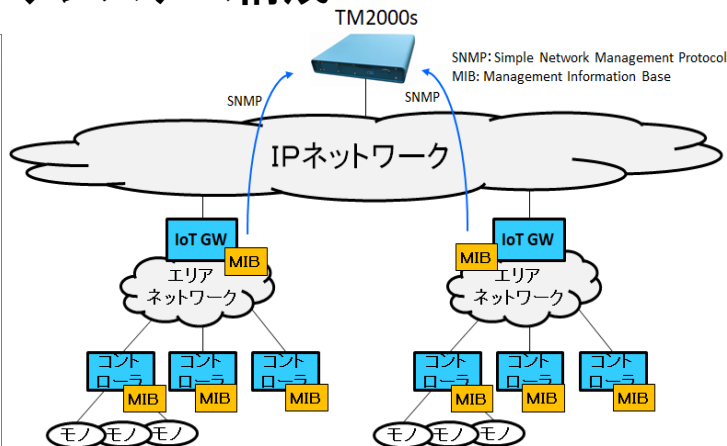 TM2000s
SNMP：Simple Network Management Protocol
MIB: Management Information Base
SNMP
SNMP
IPネットワーク
IoT GW
MIB
IoT GW
MIB
エリア
ネットワーク
エリア
ネットワーク
コント
ローラ
MIB
コント
ローラ
MIB
コント
ローラ
MIB
コント
ローラ
MIB
コント
ローラ
MIB
コント
ローラ
MIB
モノ
モノ
モノ
モノ
モノ
モノ